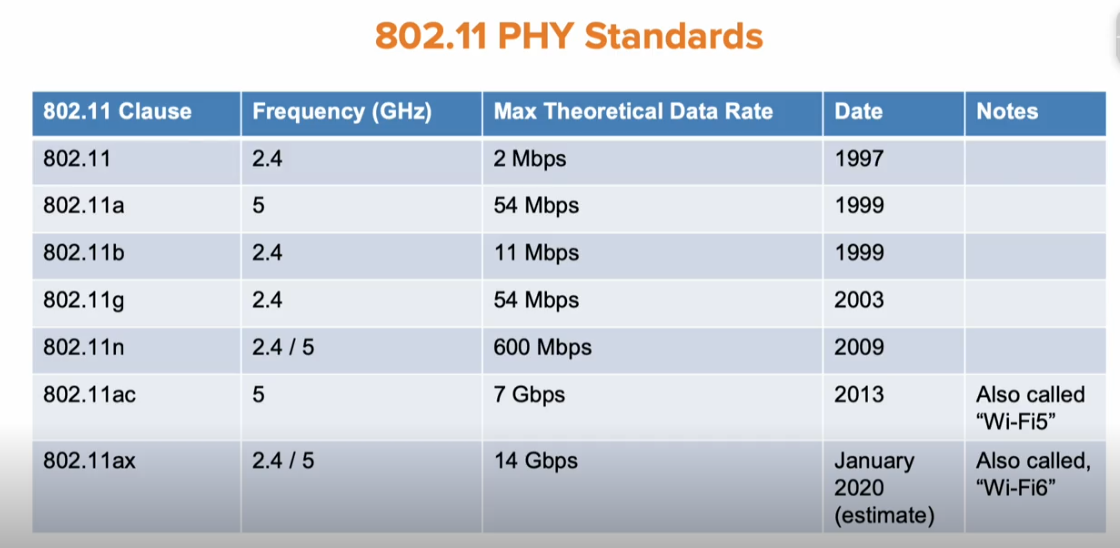 802.11 PHY Standards
802.11 Clause Frequency (GHz) Max Theoretical Data Rate Date Notes
802.11 2.4 2 Mbps 1997
802.11a 5 54 Mbps 1999
802.11b 2.4 11 Mbps 1999
802.11g 2.4 54 Mbps 2003
802.11n 2.4 / 5 600 Mbps 2009
802.11ac 5 7 Gbps 2013 Also called
“Wi-Fi5”
802.11ax 2.4 / 5 14 Gbps January Also called,
2020 “Wi-Fi6”
(estimate)